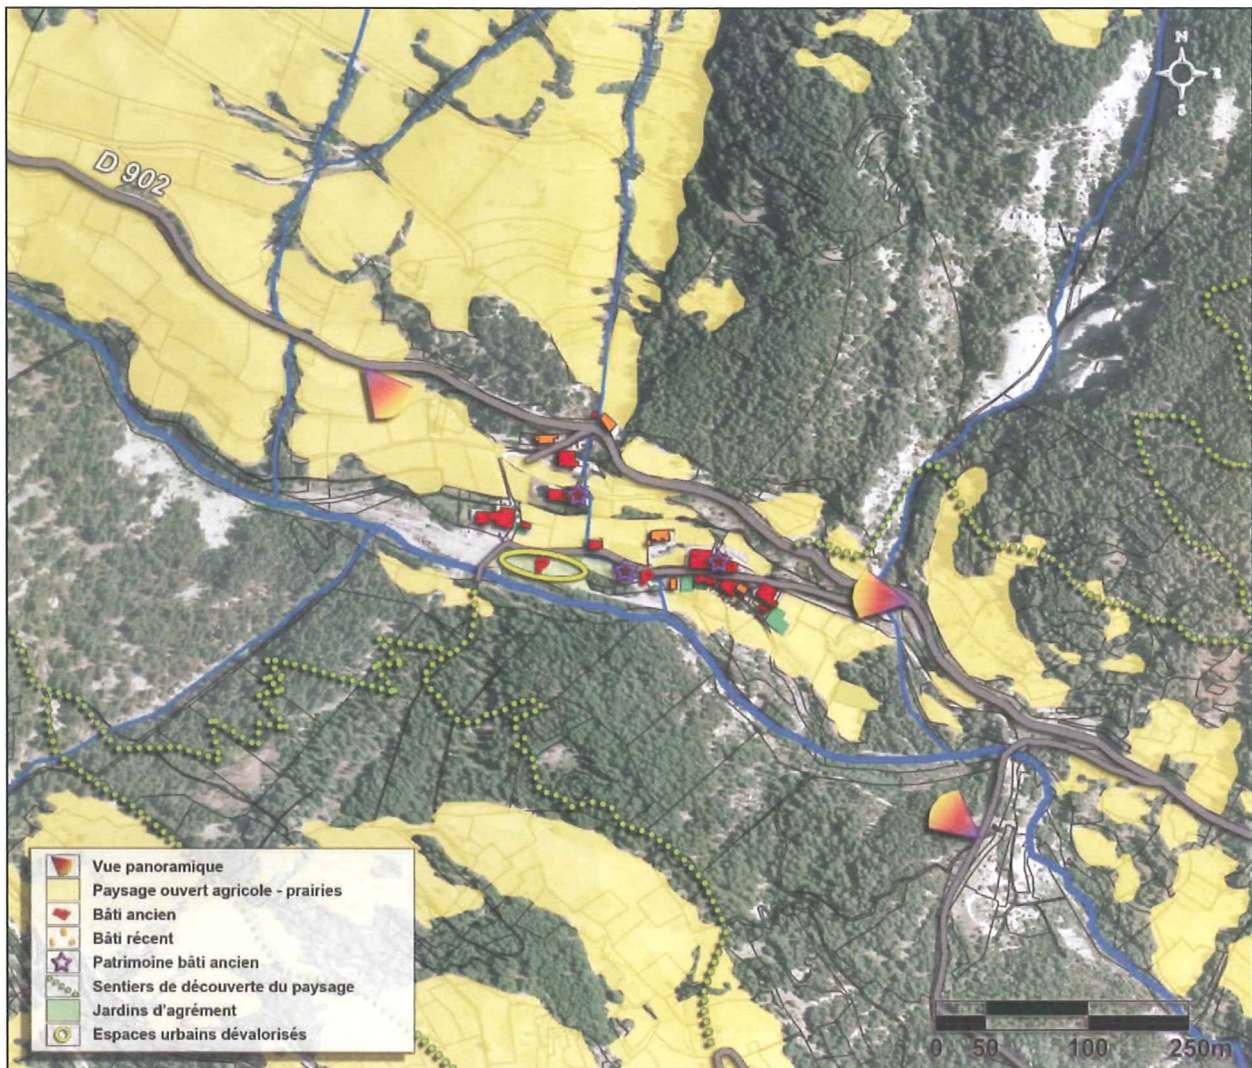 N
E
S
D 902
P
P
Vue panoramique
Paysage ouvert agricole - prairies
Bâti ancien
Bâti récent
Patrimoine bâti ancien
Sentiers de découverte du paysage
Jardins d'agrément
Espaces urbains dévalorisés
0 50 100 250m